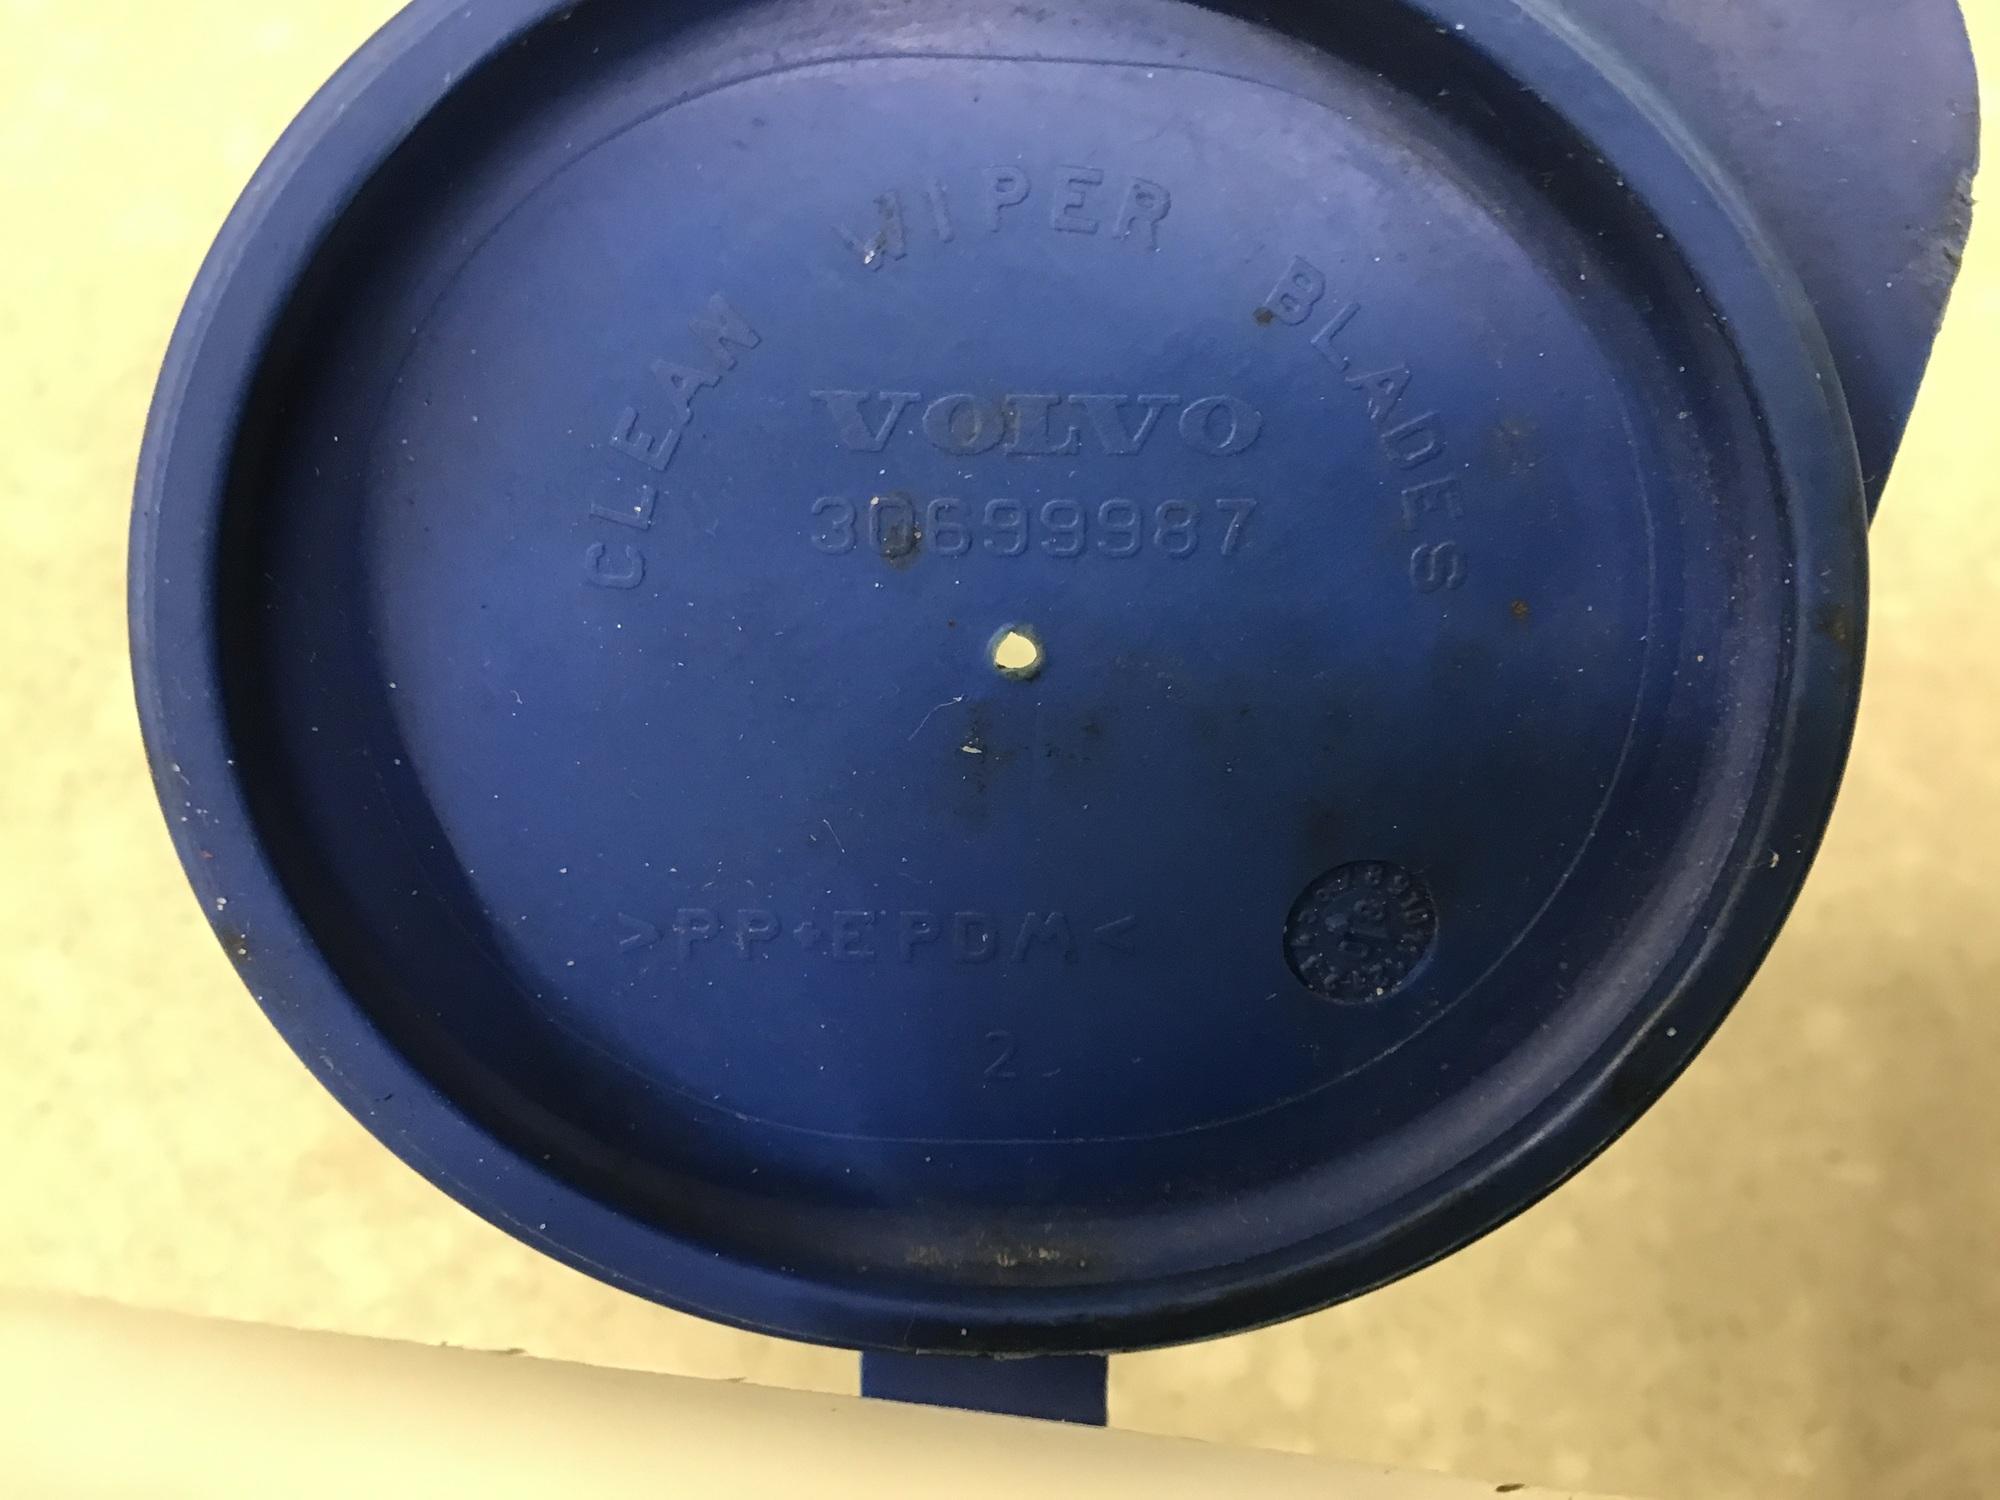 CLEAN WIPER BLADES
VOLVO
30699987
>PP+EPDM<
2